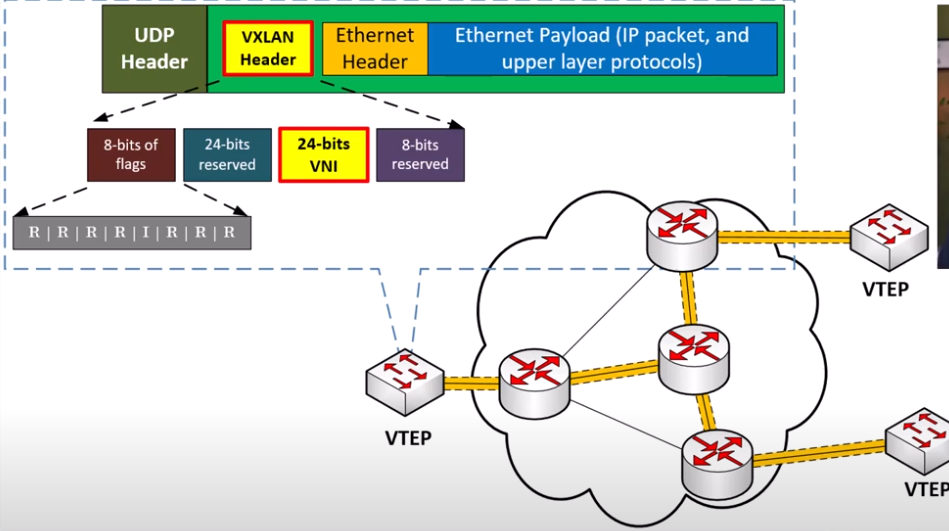 UDP
Header
VXLAN
Header
Ethernet
Header
Ethernet Payload (IP packet, and
upper layer protocols)
8-bits of
flags
24-bits
reserved
24-bits
VNI
8-bits
reserved
R | R | R | R | I | R | R | R
VTEP
VTEP
VTEP